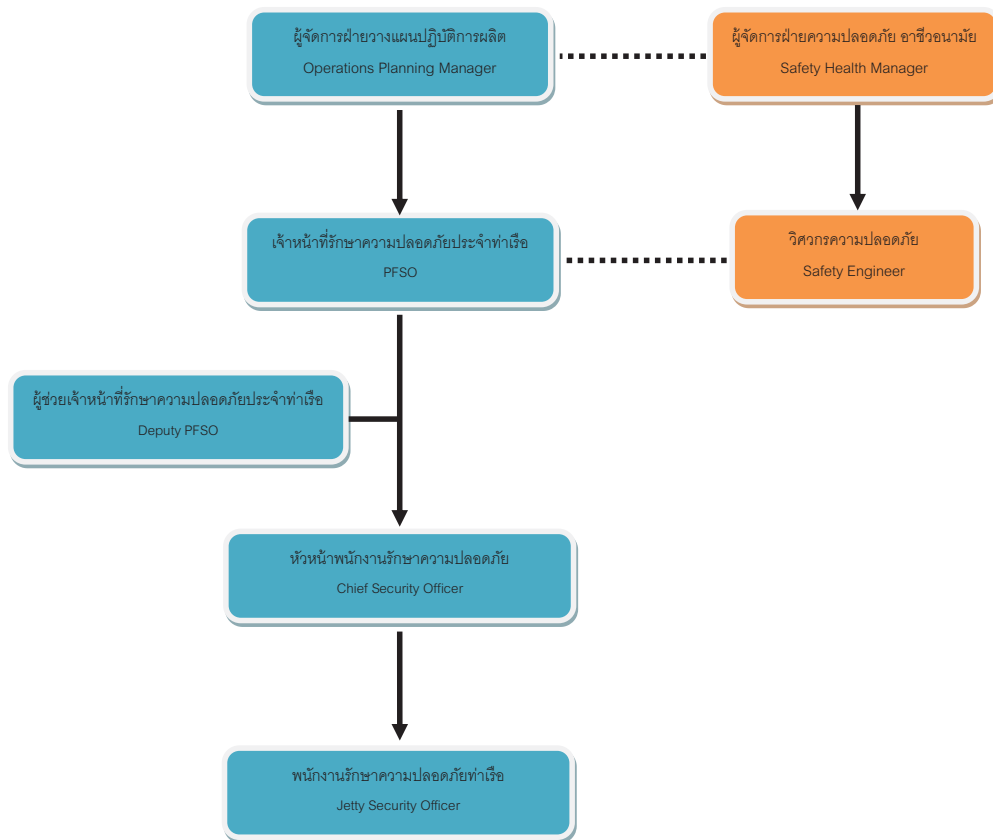 ผู้จัดการฝ่ายวางแผนปฏิบัติการผลิต
Operations Planning Manager
ผู้จัดการฝ่ายความปลอดภัย อาชีวอนามัย
Safety Health Manager
เจ้าหน้าที่รักษาความปลอดภัยประจำท่าเรือ
PFSO
วิศวกรความปลอดภัย
Safety Engineer
ผู้ช่วยเจ้าหน้าที่รักษาความปลอดภัยประจำท่าเรือ
Deputy PFSO
หัวหน้าพนักงานรักษาความปลอดภัย
Chief Security Officer
พนักงานรักษาความปลอดภัยท่าเรือ
Jetty Security Officer